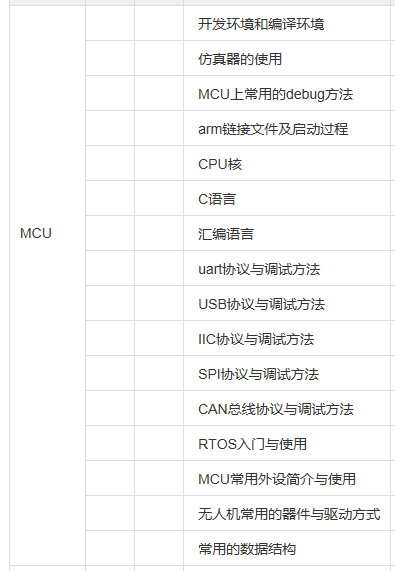 MCU
开发环境和编译环境
仿真器的使用
MCU上常用的debug方法
arm链接文件及启动过程
CPU核
C语言
汇编语言
uart协议与调试方法
USB协议与调试方法
IIC协议与调试方法
SPI协议与调试方法
CAN总线协议与调试方法
RTOS入门与使用
MCU常用外设简介与使用
无人机常用的器件与驱动方式
常用的数据结构